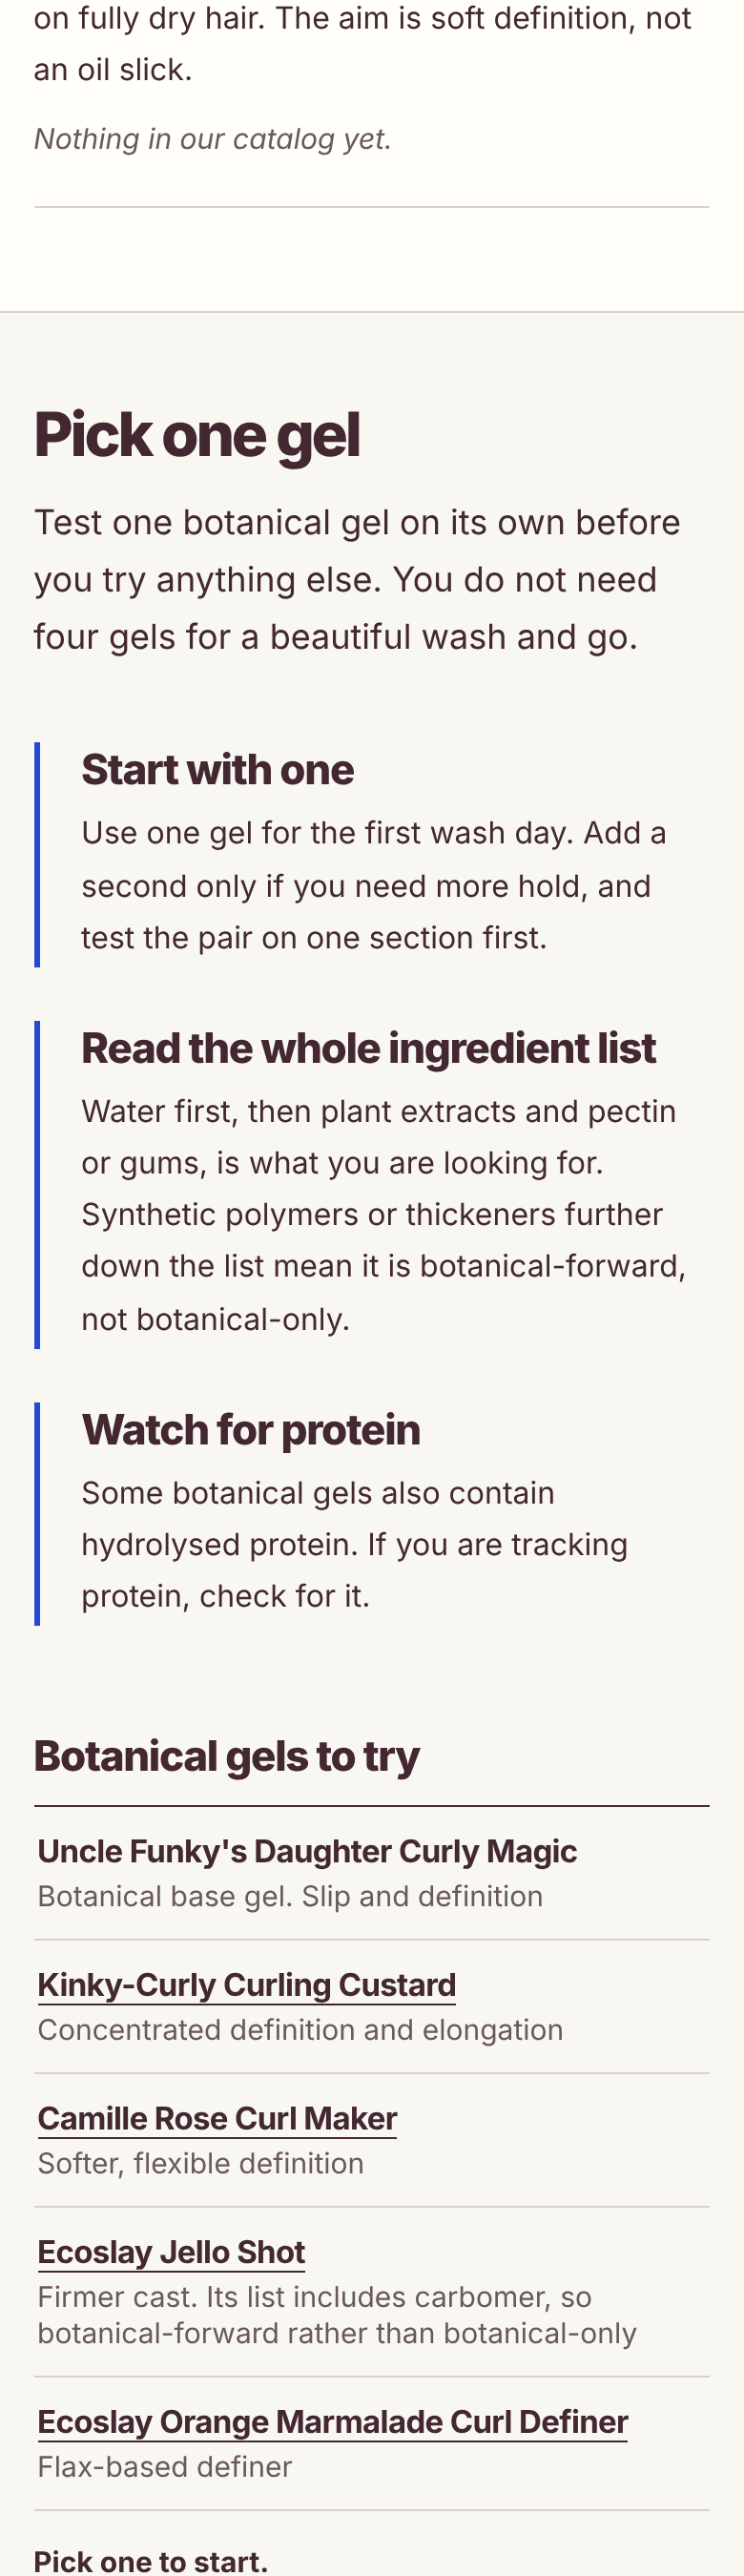 on fully dry hair. The aim is soft definition, not
an oil slick.
Nothing in our catalog yet.
Pick one gel
Test one botanical gel on its own before
you try anything else. You do not need
four gels for a beautiful wash and go.
Start with one
Use one gel for the first wash day. Add a
second only if you need more hold, and
test the pair on one section first.
Read the whole ingredient list
Water first, then plant extracts and pectin
or gums, is what you are looking for.
Synthetic polymers or thickeners further
down the list mean it is botanical-forward,
not botanical-only.
Watch for protein
Some botanical gels also contain
hydrolysed protein. If you are tracking
protein, check for it.
Botanical gels to try
Uncle Funky's Daughter Curly Magic
Botanical base gel. Slip and definition
Kinky-Curly Curling Custard
Concentrated definition and elongation
Camille Rose Curl Maker
Softer, flexible definition
Ecoslay Jello Shot
Firmer cast. Its list includes carbomer, so
botanical-forward rather than botanical-only
Ecoslay Orange Marmalade Curl Definer
Flax-based definer
Pick one to start.